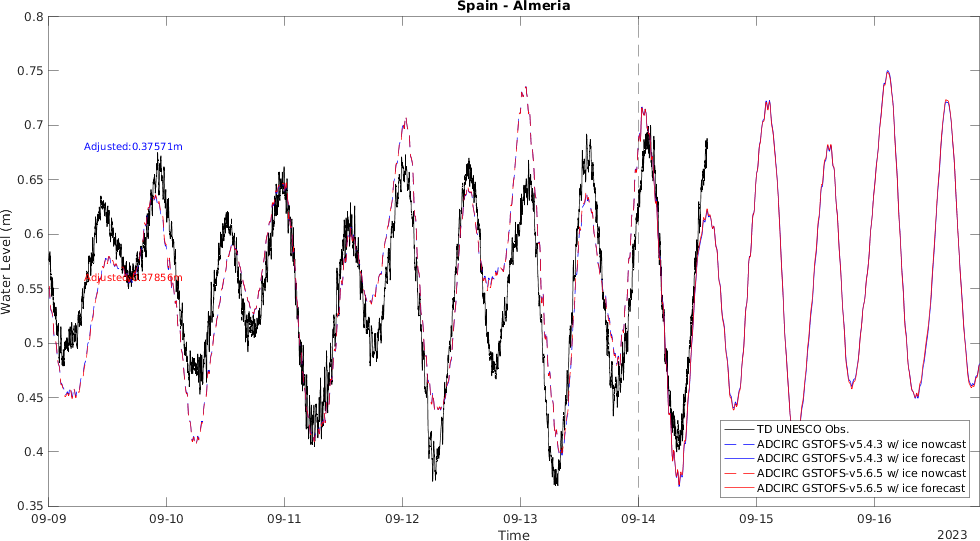 Spain - Almeria
0.8
0.75
0.7
0.65
0.6
0.55
0.5
0.45
0.4
0.35
Water Level (m)
Adjusted:0.37571m
Adjusted:0.37856m
TD UNESCO Obs.
ADCIRC GSTOFS-v5.4.3 w/ ice nowcast
ADCIRC GSTOFS-v5.4.3 w/ ice forecast
ADCIRC GSTOFS-v5.6.5 w/ ice nowcast
ADCIRC GSTOFS-v5.6.5 w/ ice forecast
09-09 09-10 09-11 09-12 09-13 09-14 09-15 09-16
Time
2023